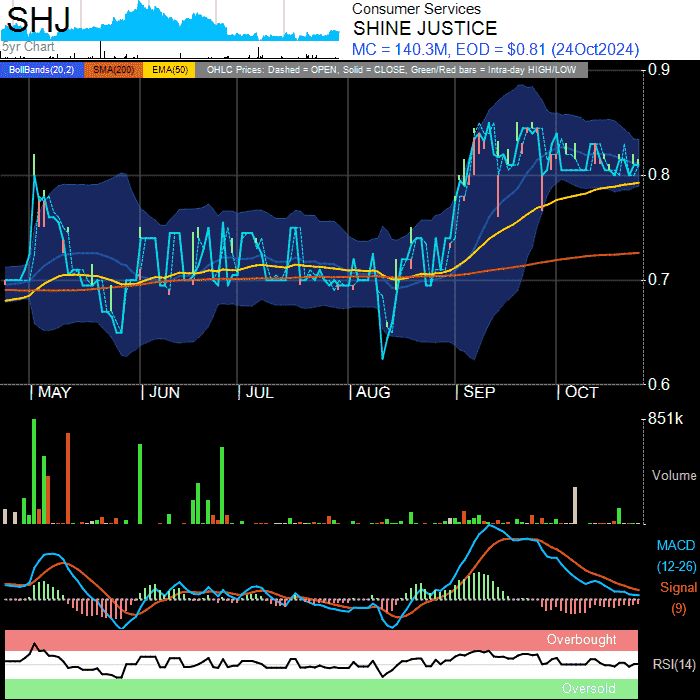 SHJ
5yr Chart
Consumer Services
SHINE JUSTICE
MC = 140.3M, EOD = $0.81 (24Oct2024)
BollBands(20,2) SMA(200) EMA(50) OHLC Prices: Dashed = OPEN, Solid = CLOSE, Green/Red bars = Intra-day HIGH/LOW
0.9
0.8
0.7
0.6
| MAY | JUN | JUL | AUG | SEP | OCT
851k
Volume
MACD
(12-26)
Signal
(9)
Overbought
RSI(14)
Oversold